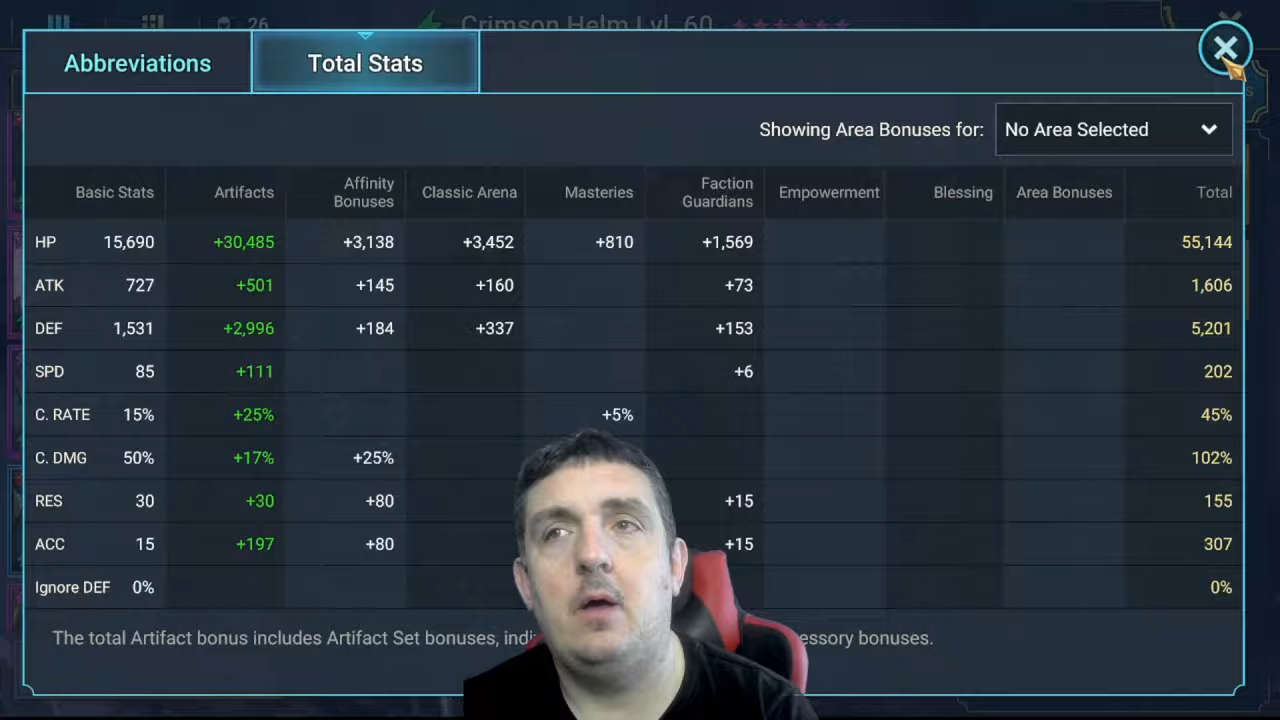 26 Crimson Helm Lvl 60
Abbreviations Total Stats
Showing Area Bonuses for: No Area Selected
Basic Stats Artifacts Affinity Bonuses Classic Arena Masteries Faction Guardians Empowerment Blessing Area Bonuses Total
HP 15,690 +30,485 +3,138 +3,452 +810 +1,569 55,144
ATK 727 +501 +145 +160 +73 1,606
DEF 1,531 +2,996 +184 +337 +153 5,201
SPD 85 +111 +6 202
C. RATE 15% +25% +5% 45%
C. DMG 50% +17% +25% 102%
RES 30 +30 +80 +15 155
ACC 15 +197 +80 +15 307
Ignore DEF 0% 0%
The total Artifact bonus includes Artifact Set bonuses, bonuses.